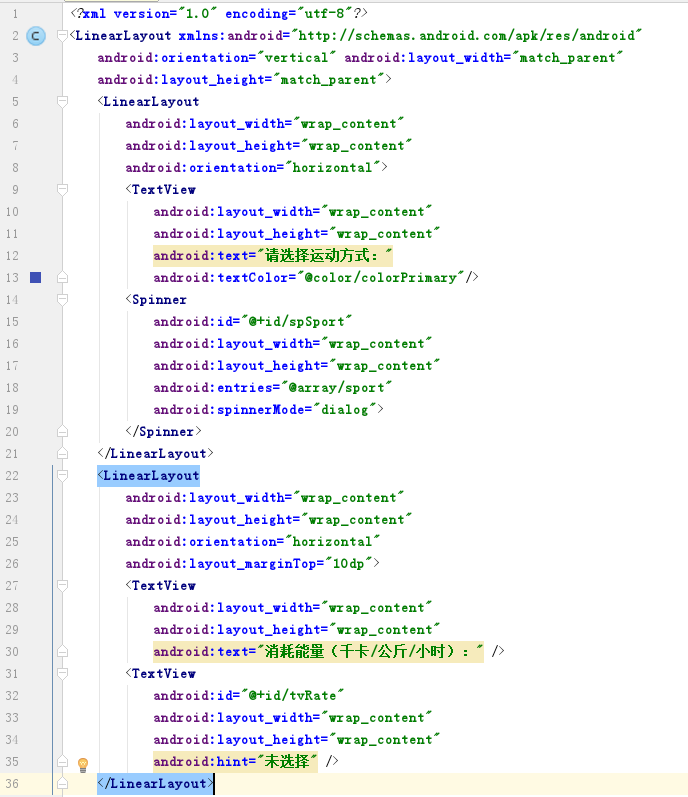 1 <?xml version="1.0" encoding="utf-8"?>
2 C <LinearLayout xmlns:android="http://schemas.android.com/apk/res/android"
3 android:orientation="vertical" android:layout_width="match_parent"
4 android:layout_height="match_parent">
5 <LinearLayout
6 android:layout_width="wrap_content"
7 android:layout_height="wrap_content"
8 android:orientation="horizontal">
9 <TextView
10 android:layout_width="wrap_content"
11 android:layout_height="wrap_content"
12 android:text="请选择运动方式："
13 android:textColor="@color/colorPrimary"/>
14 <Spinner
15 android:id="@+id/spSport"
16 android:layout_width="wrap_content"
17 android:layout_height="wrap_content"
18 android:entries="@array/sport"
19 android:spinnerMode="dialog">
20 </Spinner>
21 </LinearLayout>
22 <LinearLayout
23 android:layout_width="wrap_content"
24 android:layout_height="wrap_content"
25 android:orientation="horizontal"
26 android:layout_marginTop="10dp">
27 <TextView
28 android:layout_width="wrap_content"
29 android:layout_height="wrap_content"
30 android:text="消耗能量（千卡/公斤/小时）：" />
31 <TextView
32 android:id="@+id/tvRate"
33 android:layout_width="wrap_content"
34 android:layout_height="wrap_content"
35 android:hint="未选择" />
36 </LinearLayout>